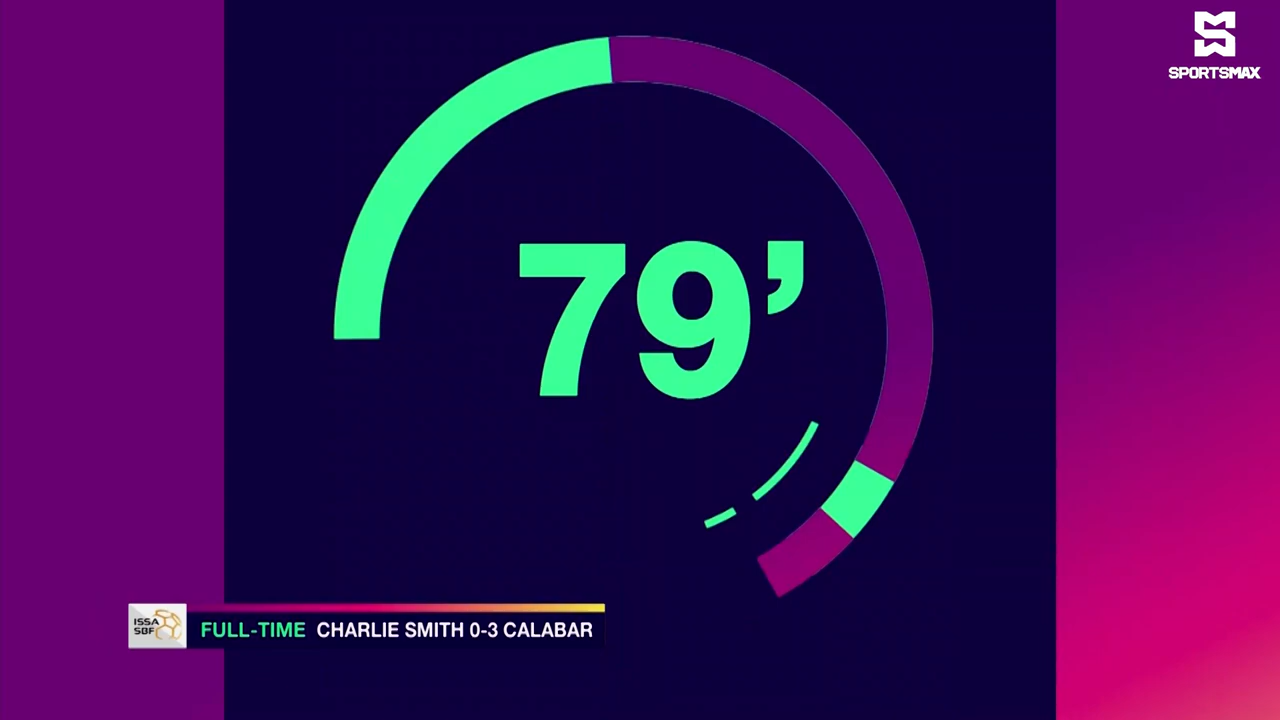 SPORTSMAX
79’
ISSA
SBF
FULL-TIME CHARLIE SMITH 0-3 CALABAR